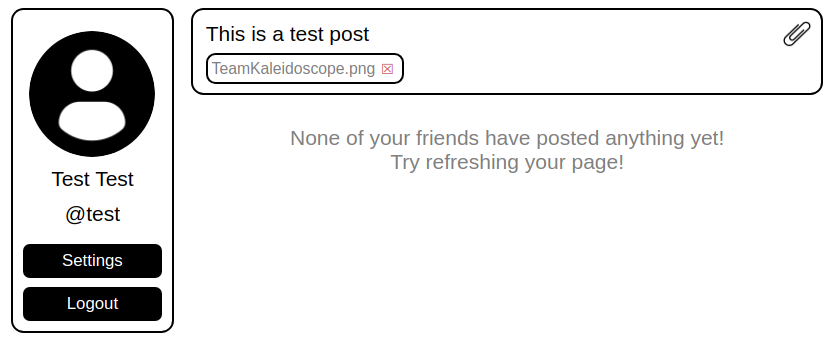 This is a test post
TeamKaleidoscope.png ☒
None of your friends have posted anything yet!
Try refreshing your page!
Test Test
@test
Settings
Logout